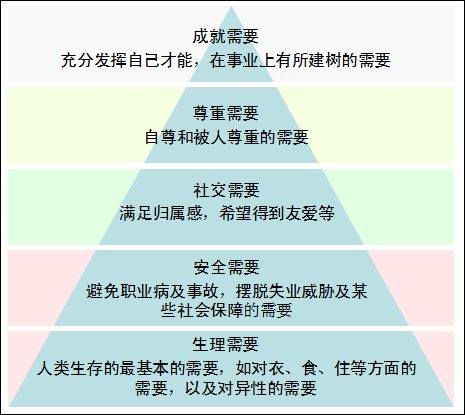 成就需要
充分发挥自己才能，在事业上有所建树的需要
尊重需要
自尊和被人尊重的需要
社交需要
满足归属感，希望得到友爱等
安全需要
避免职业病及事故，摆脱失业威胁及某
些社会保障的需要
生理需要
人类生存的最基本的需要，如对衣、食、住等方面的
需要，以及对异性的需要